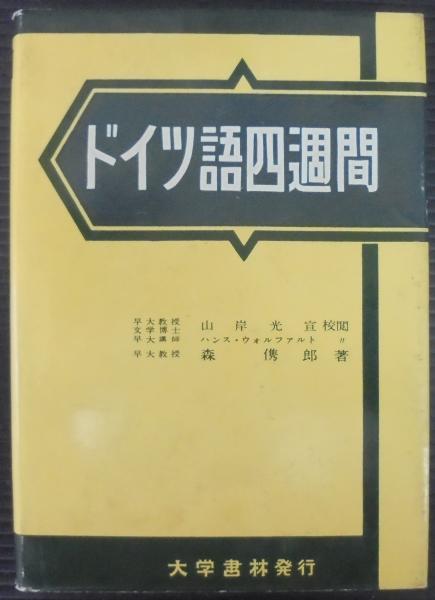 ドイツ語四週間
早大教授
文学博士 山岸光宣校閲
早大講師 ハンス・ウォルファルト 〃
早大教授 森儁郎著
大学書林発行